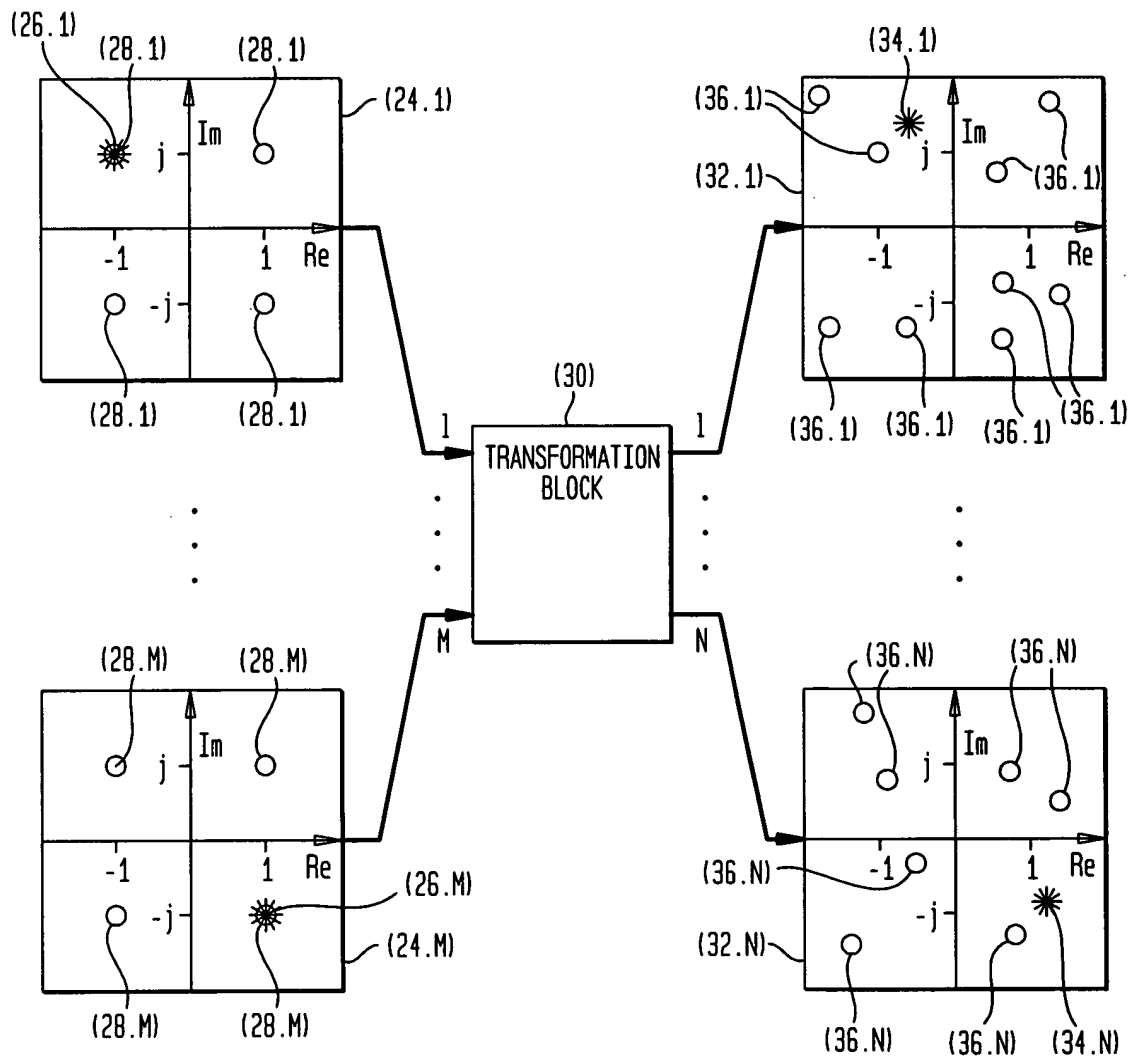 (26.1)
(28.1)
(28.1)
(24.1)
Im
j
-1
1
Re
-j
(28.1)
(28.1)
(34.1)
(36.1)
(32.1)
(36.1)
Im
j
-1
1
Re
-j
(36.1)
(36.1)
(36.1)
(36.1)
(30)
1
TRANSFORMATION
BLOCK
1
M
N
(28.M)
(28.M)
Im
j
-1
1
Re
-j
(26.M)
(24.M)
(28.M)
(28.M)
(36.N)
(36.N)
Im
j
-1
1
Re
-j
(36.N)
(32.N)
(36.N)
(36.N)
(34.N)